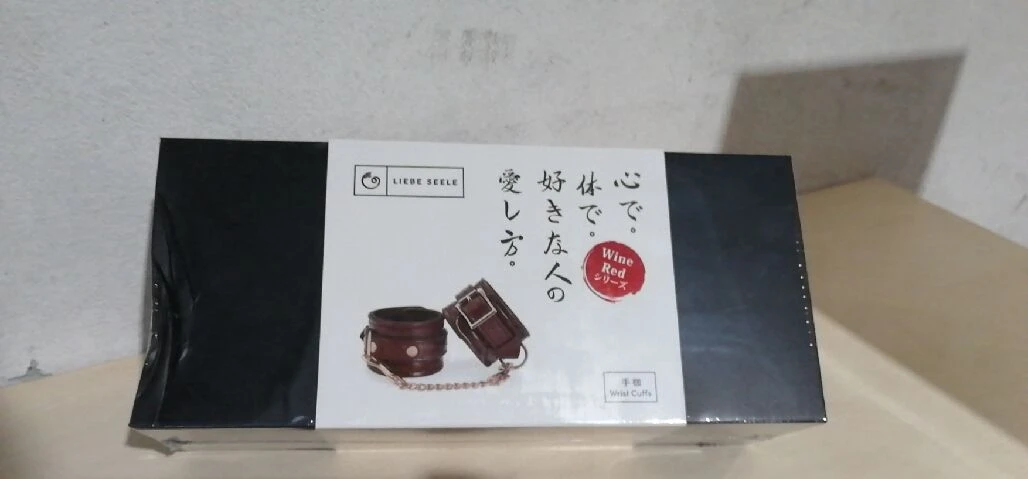 LIEBE SEELE
心で。
体で。
好きな人の
愛し方。
Wine
Red
シリーズ
手枷
Wrist Cuffs